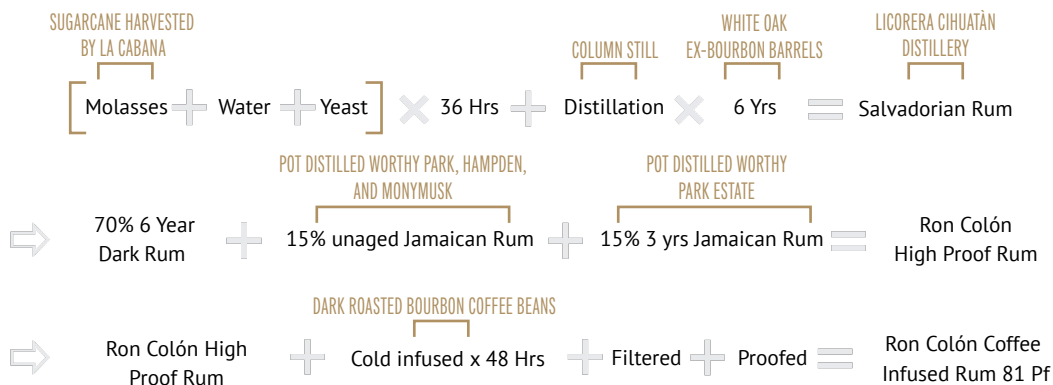 SUGARCANE HARVESTED
BY LA CABANA
COLUMN STILL
WHITE OAK
EX-BOURBON BARRELS
LICORERA CIHUATÀN
DISTILLERY
[ Molasses + Water + Yeast ] × 36 Hrs + Distillation × 6 Yrs = Salvadorian Rum
POT DISTILLED WORTHY PARK, HAMPDEN,
AND MONYMUSK
POT DISTILLED WORTHY
PARK ESTATE
70% 6 Year
Dark Rum
+ 15% unaged Jamaican Rum + 15% 3 yrs Jamaican Rum =
Ron Colón
High Proof Rum
DARK ROASTED BOURBON COFFEE BEANS
Ron Colón High
Proof Rum
+ Cold infused x 48 Hrs + Filtered + Proofed =
Ron Colón Coffee
Infused Rum 81 Pf